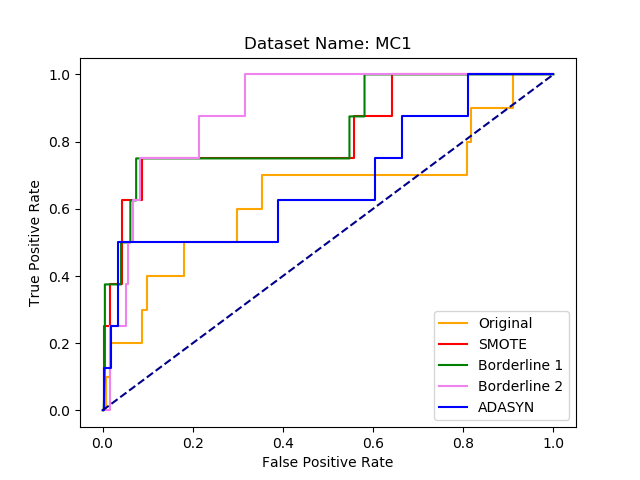 Dataset Name: MC1
True Positive Rate
1.0
0.8
0.6
0.4
0.2
0.0
0.0 0.2 0.4 0.6 0.8 1.0
False Positive Rate
Original
SMOTE
Borderline 1
Borderline 2
ADASYN